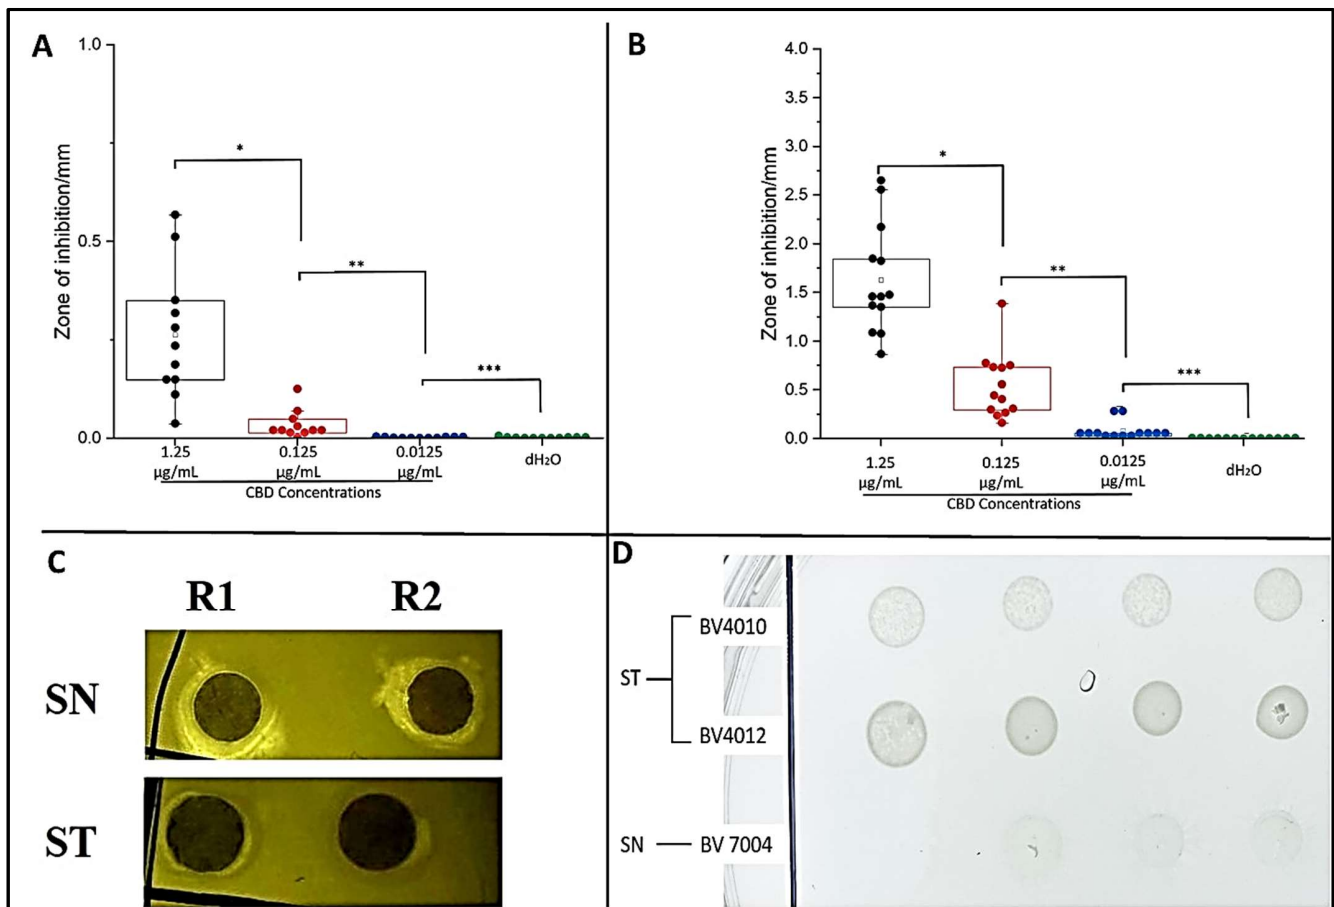 A
1.0
Zone of inhibition/mm
0.5
0.0
*
**
***
1.25
µg/mL
0.125
µg/mL
0.0125
µg/mL
dH₂O
CBD Concentrations
B
4.0
3.5
3.0
2.5
2.0
1.5
1.0
0.5
0.0
Zone of inhibition/mm
*
**
***
1.25
µg/mL
0.125
µg/mL
0.0125
µg/mL
dH₂O
CBD Concentrations
C
R1 R2
SN
ST
D
BV4010
ST
BV4012
SN BV 7004